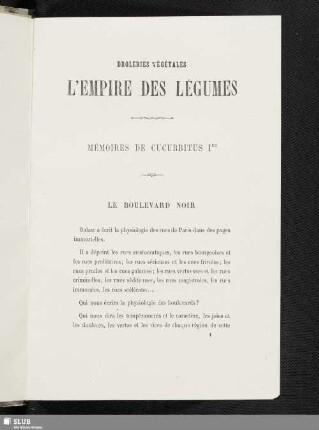 DROLERIES VÉGÉTALES
L'EMPIRE DES LÉGUMES
MÉMOIRES DE CUCURBITUS Ier
LE BOULEVARD NOIR
Balzac a écrit la physiologie des rues de Paris dans des pages
immortelles.
Il a dépeint les rues aristocratiques, les rues bourgeoises et
les rues prolétaires; les rues sérieuses et les rues frivoles; les
rues prudes et les rues galantes; les rues vertueuses et les rues
criminelles, les rues séditieuses, les rues
immondes, les rues scélérates...
Qui nous écrira la physiologie des boulevards?
Qui nous dira les tempéraments et le caractère, les joies et
les douleurs, les vertus et les vices de chaque région de cette
1
SLUB